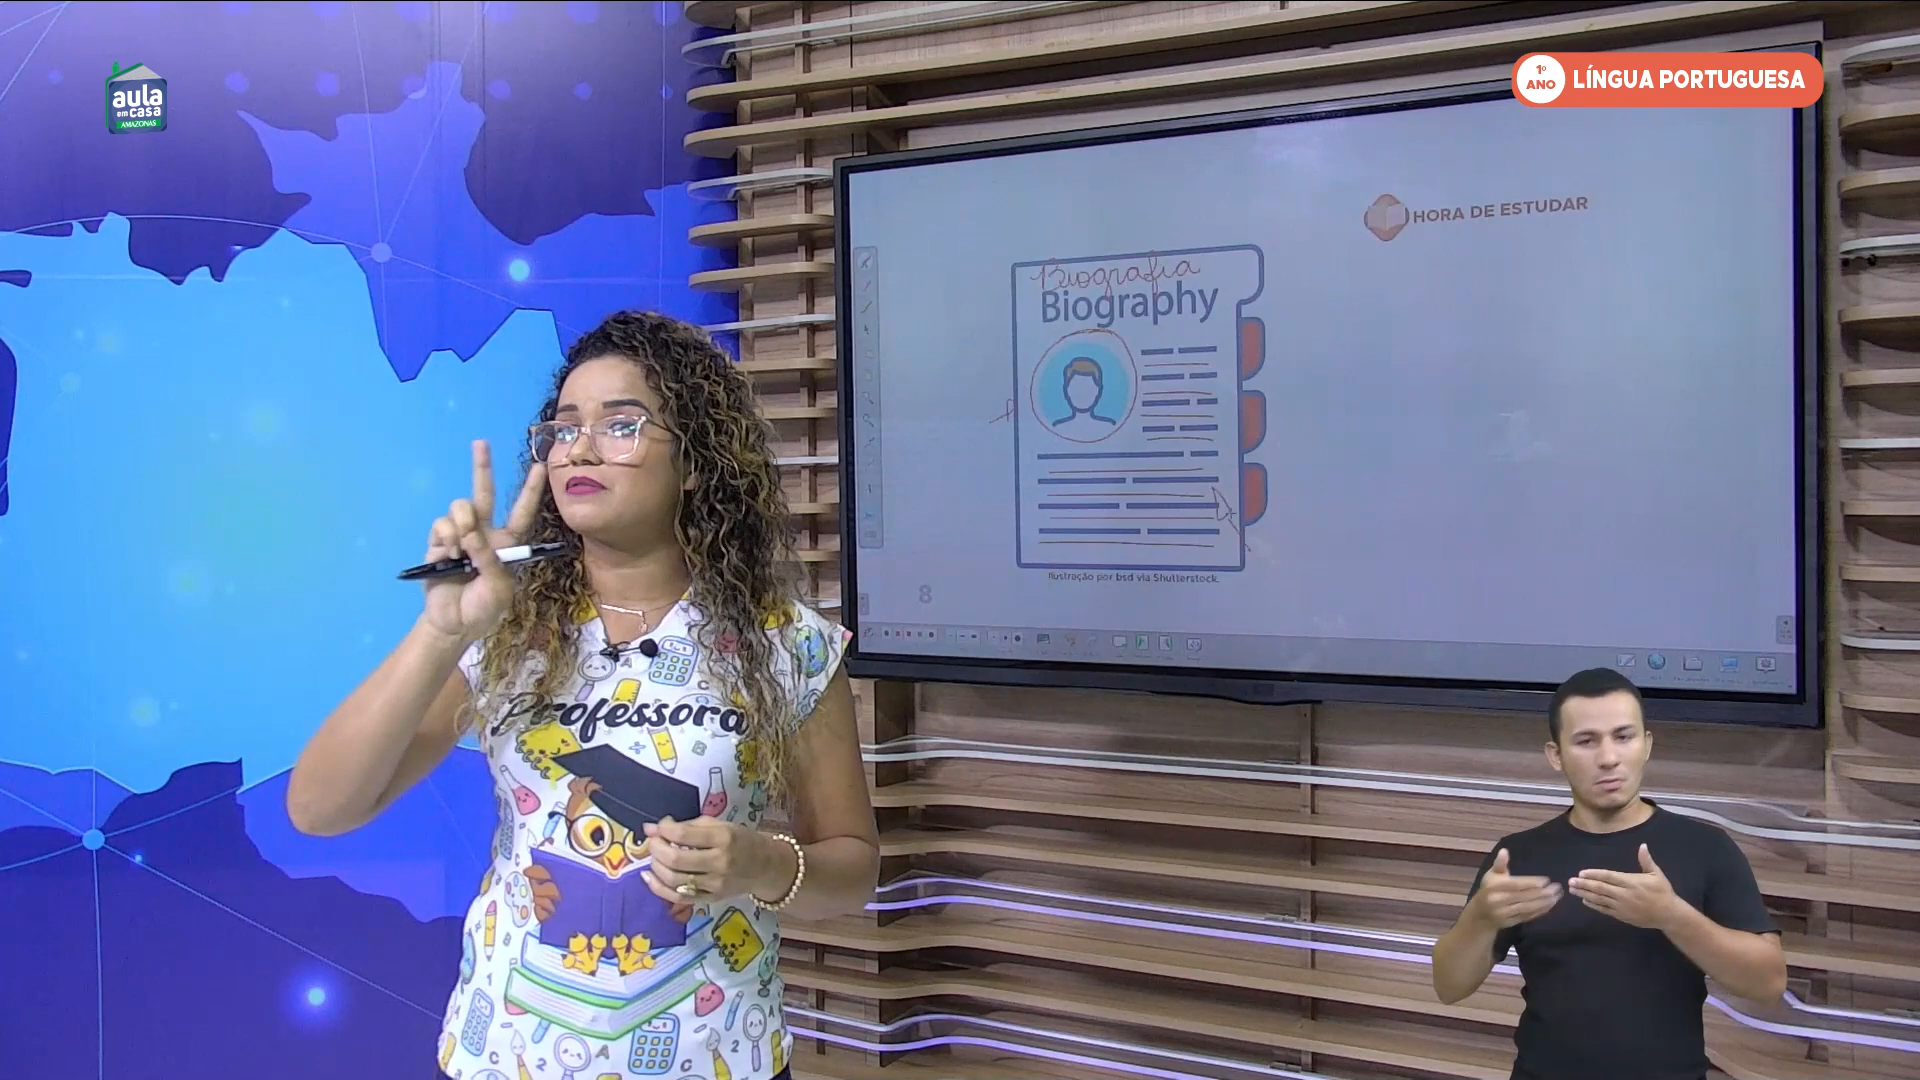 aula
em casa
AMAZONAS
1º
ANO
LÍNGUA PORTUGUESA
HORA DE ESTUDAR
Biografia
Biography
Ilustração por bsd via Shutterstock.
8
Professora